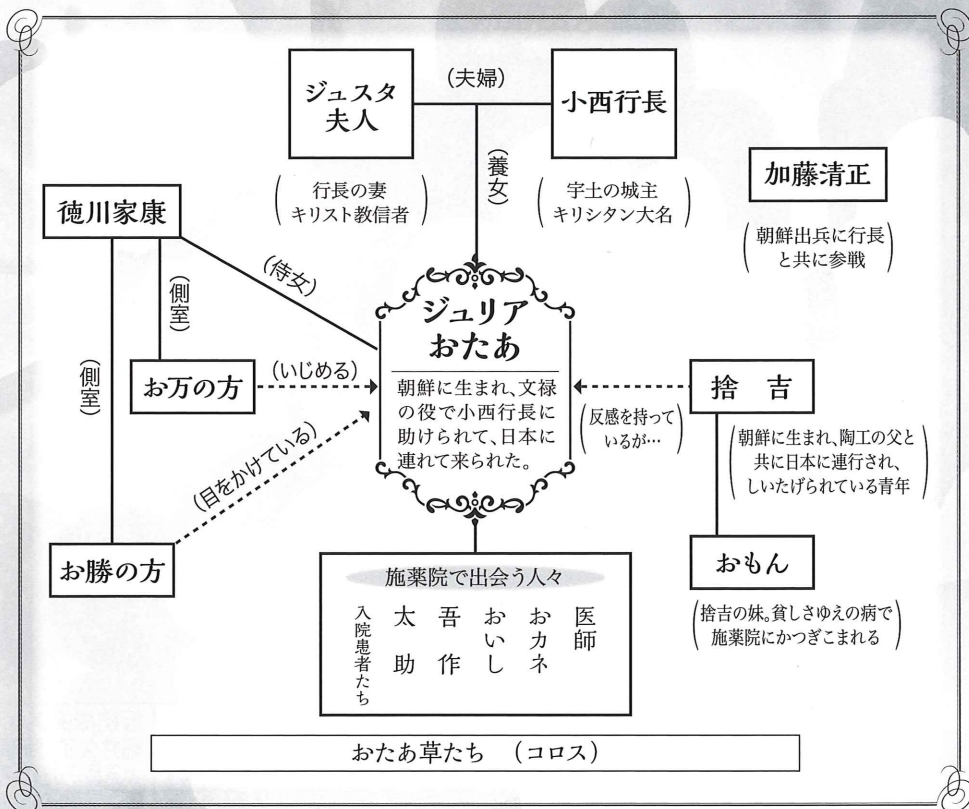 (夫婦)
ジュスタ
夫人
小西行長
(行長の妻
キリスト教信者)
(養女)
(宇土の城主
キリシタン大名)
加藤清正
(朝鮮出兵に行長
と共に参戦)
徳川家康
(侍女)
(側室)
(側室)
お万の方
(いじめる)
(目をかけている)
お勝の方
ジュリア
おたあ
朝鮮に生まれ、文禄
の役で小西行長に
助けられて、日本に
連れて来られた。
(反感を持って
いるが…)
捨吉
(朝鮮に生まれ、陶工の父と
共に日本に連行され、
しいたげられている青年)
おもん
(捨吉の妹。貧しさゆえの病で
施薬院にかつぎこまれる)
施薬院で出会う人々
医師
おカネ
おいし
吾作
太助
入院患者たち
おたあ草たち (コロス)